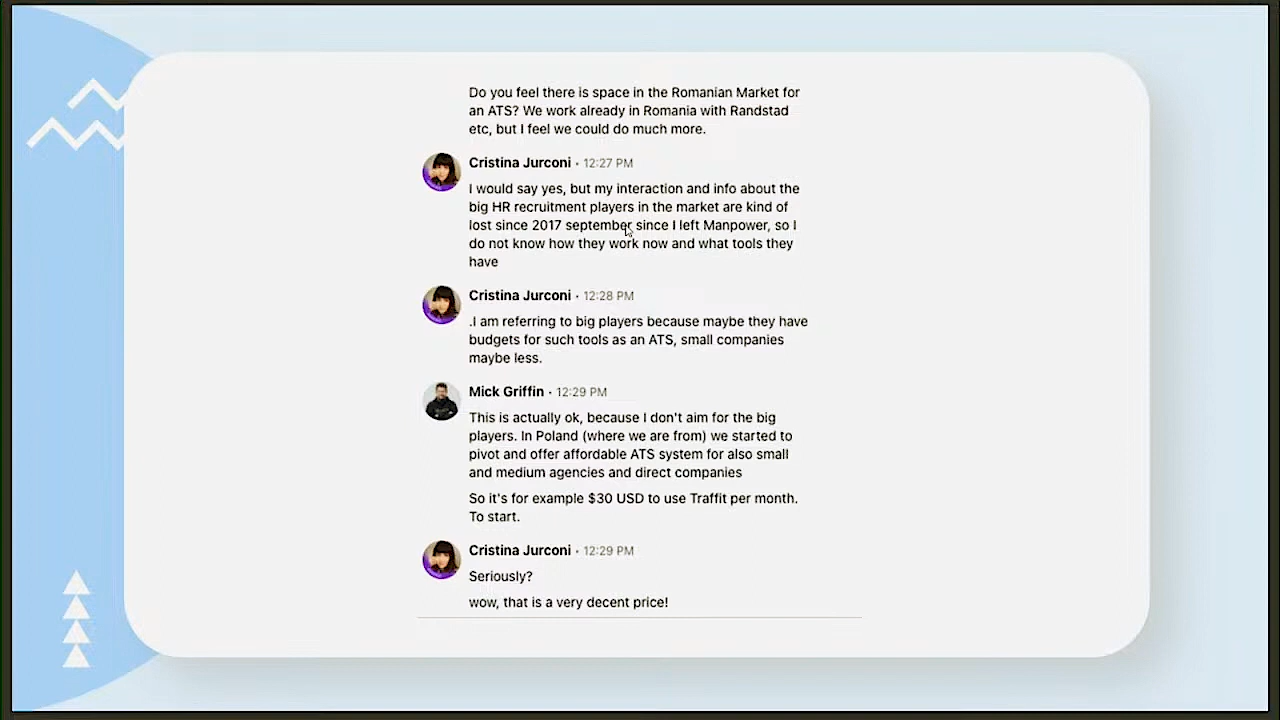 Do you feel there is space in the Romanian Market for
an ATS? We work already in Romania with Randstad
etc, but I feel we could do much more.
Cristina Jurconi • 12:27 PM
I would say yes, but my interaction and info about the
big HR recruitment players in the market are kind of
lost since 2017 september since I left Manpower, so I
do not know how they work now and what tools they
have
Cristina Jurconi • 12:28 PM
.I am referring to big players because maybe they have
budgets for such tools as an ATS, small companies
maybe less.
Mick Griffin • 12:29 PM
This is actually ok, because I don't aim for the big
players. In Poland (where we are from) we started to
pivot and offer affordable ATS system for also small
and medium agencies and direct companies
So it's for example $30 USD to use Traffit per month.
To start.
Cristina Jurconi • 12:29 PM
Seriously?
wow, that is a very decent price!